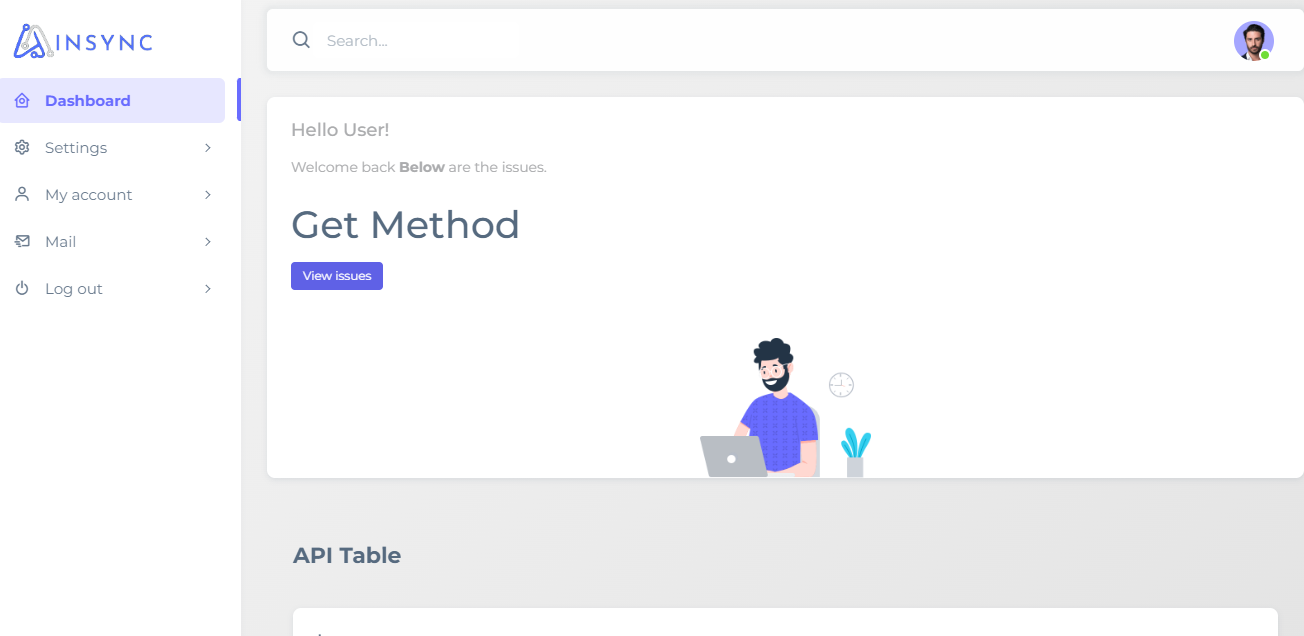 AINSYNC
Search...
Dashboard
Settings
My account
Mail
Log out
Hello User!
Welcome back Below are the issues.
Get Method
View issues
API Table